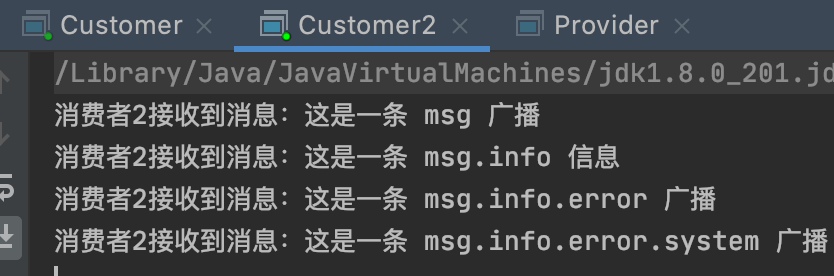 Customer Customer2 Provider
/Library/Java/JavaVirtualMachines/jdk1.8.0_201.jd
消费者2接收到消息：这是一条 msg 广播
消费者2接收到消息：这是一条 msg.info 信息
消费者2接收到消息：这是一条 msg.info.error 广播
消费者2接收到消息：这是一条 msg.info.error.system 广播